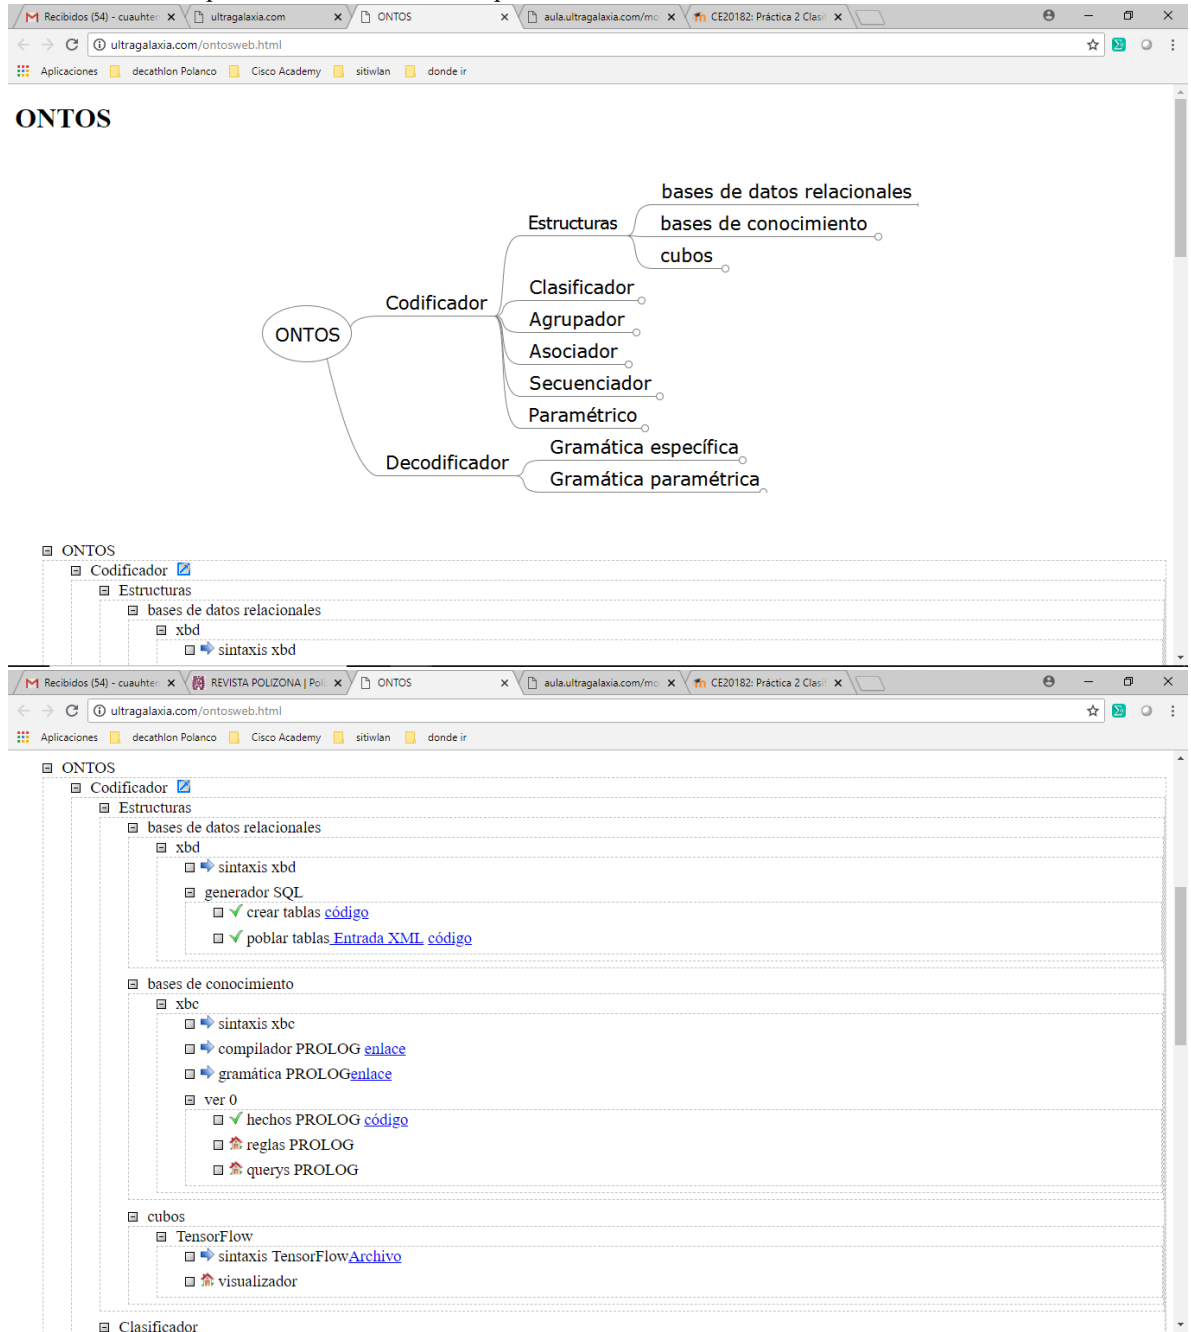 Recibidos (54) - cuauhten
ultragalaxia.com
ONTOS
aula.ultragalaxia.com/mo
CE20182: Práctica 2 Clasif
ultragalaxia.com/ontosweb.html
Aplicaciones decathlon Polanco Cisco Academy sitiwlan donde ir
ONTOS
bases de datos relacionales
Estructuras
bases de conocimiento
cubos
Clasificador
Codificador
Agrupador
ONTOS
Asociador
Secuenciador
Paramétrico
Gramática específica
Decodificador
Gramática paramétrica
ONTOS
Codificador
Estructuras
bases de datos relacionales
xbd
sintaxis xbd
Recibidos (54) - cuauhten
REVISTA POLIZONA | Poli
ONTOS
aula.ultragalaxia.com/mo
CE20182: Práctica 2 Clasif
ultragalaxia.com/ontosweb.html
Aplicaciones decathlon Polanco Cisco Academy sitiwlan donde ir
ONTOS
Codificador
Estructuras
bases de datos relacionales
xbd
sintaxis xbd
generador SQL
crear tablas código
poblar tablas Entrada XML código
bases de conocimiento
xbc
sintaxis xbc
compilador PROLOG enlace
gramática PROLOGenlace
ver 0
hechos PROLOG código
reglas PROLOG
querys PROLOG
cubos
TensorFlow
sintaxis TensorFlowArchivo
visualizador
Clasificador